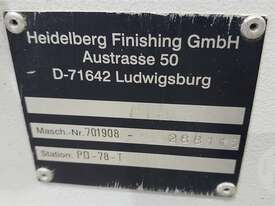 Heidelberg Finishing GmbH
Austrasse 50
D-71642 Ludwigsburg
Masch.-Nr. 701908-
Station: PD-78-T